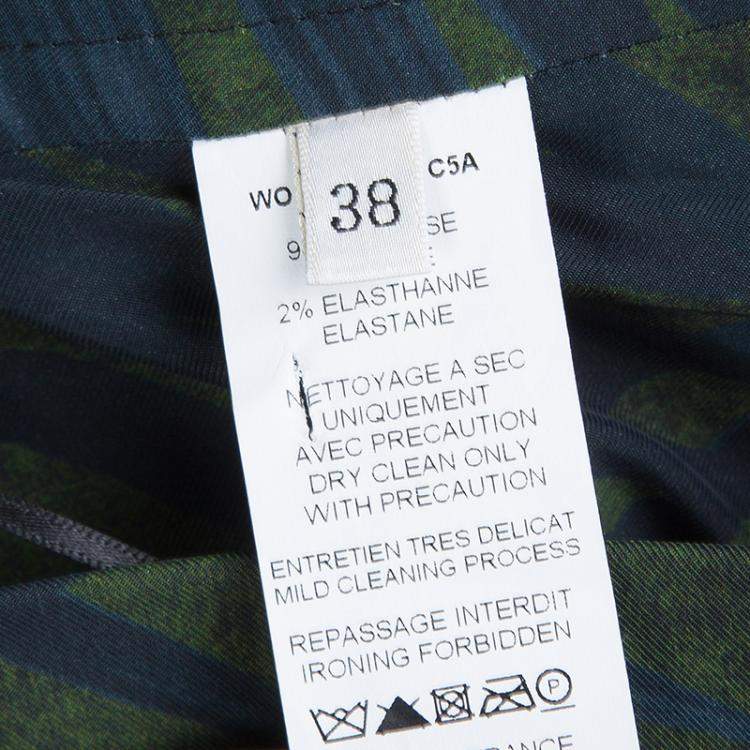 WO C5A
38
SE
9
2% ELASTHANNE
ELASTANE
NETTOYAGE A SEC
UNIQUEMENT
AVEC PRECAUTION
DRY CLEAN ONLY
WITH PRECAUTION
ENTRETIEN TRES DELICAT
MILD CLEANING PROCESS
REPASSAGE INTERDIT
IRONING FORBIDDEN
P